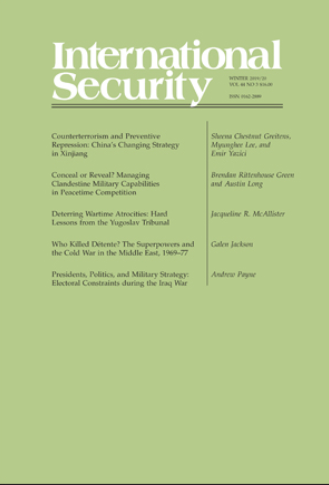 International
Security
WINTER 2019/20
VOL. 44 NO. 3 $16.00
ISSN: 0162-2889
Counterterrorism and Preventive
Repression: China's Changing Strategy
in Xinjiang
Sheena Chestnut Greitens,
Myunghee Lee, and
Emir Yazici
Conceal or Reveal? Managing
Clandestine Military Capabilities
in Peacetime Competition
Brendan Rittenhouse Green
and Austin Long
Deterring Wartime Atrocities: Hard
Lessons from the Yugoslav Tribunal
Jacqueline R. McAllister
Who Killed Détente? The Superpowers and
the Cold War in the Middle East, 1969–77
Galen Jackson
Presidents, Politics, and Military Strategy:
Electoral Constraints during the Iraq War
Andrew Payne